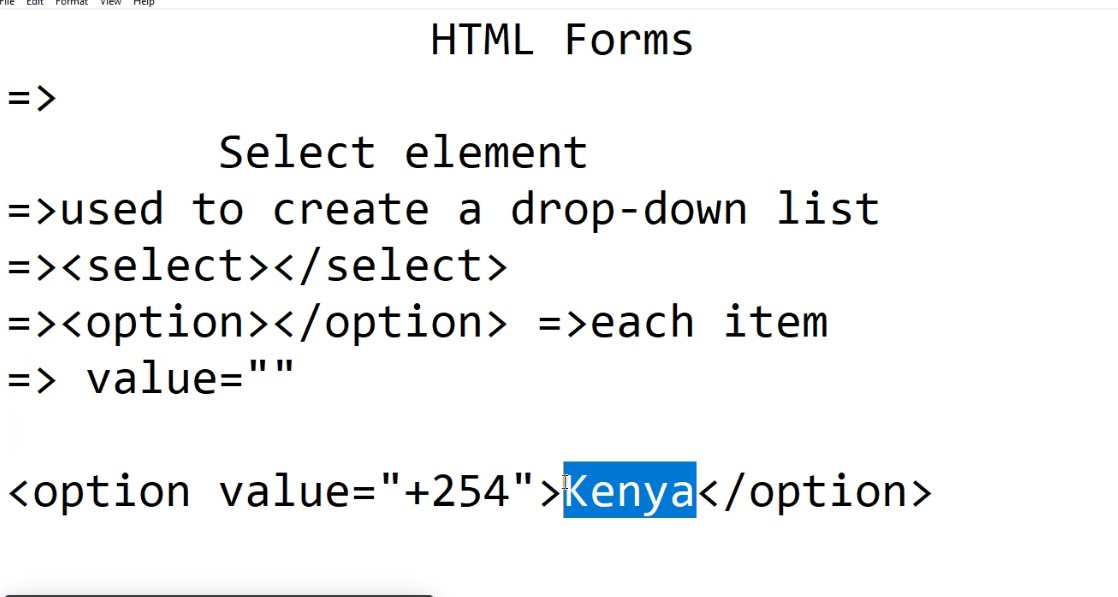 File Edit Format View Help
HTML Forms
=>
Select element
=>used to create a drop-down list
=><select></select>
=><option></option> =>each item
=> value=""
<option value="+254">Kenya</option>